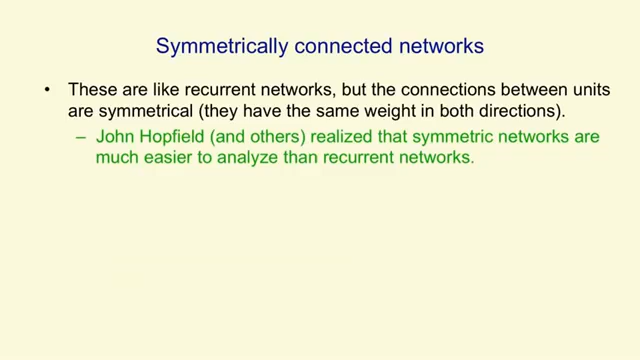 Symmetrically connected networks
• These are like recurrent networks, but the connections between units
are symmetrical (they have the same weight in both directions).
– John Hopfield (and others) realized that symmetric networks are
much easier to analyze than recurrent networks.